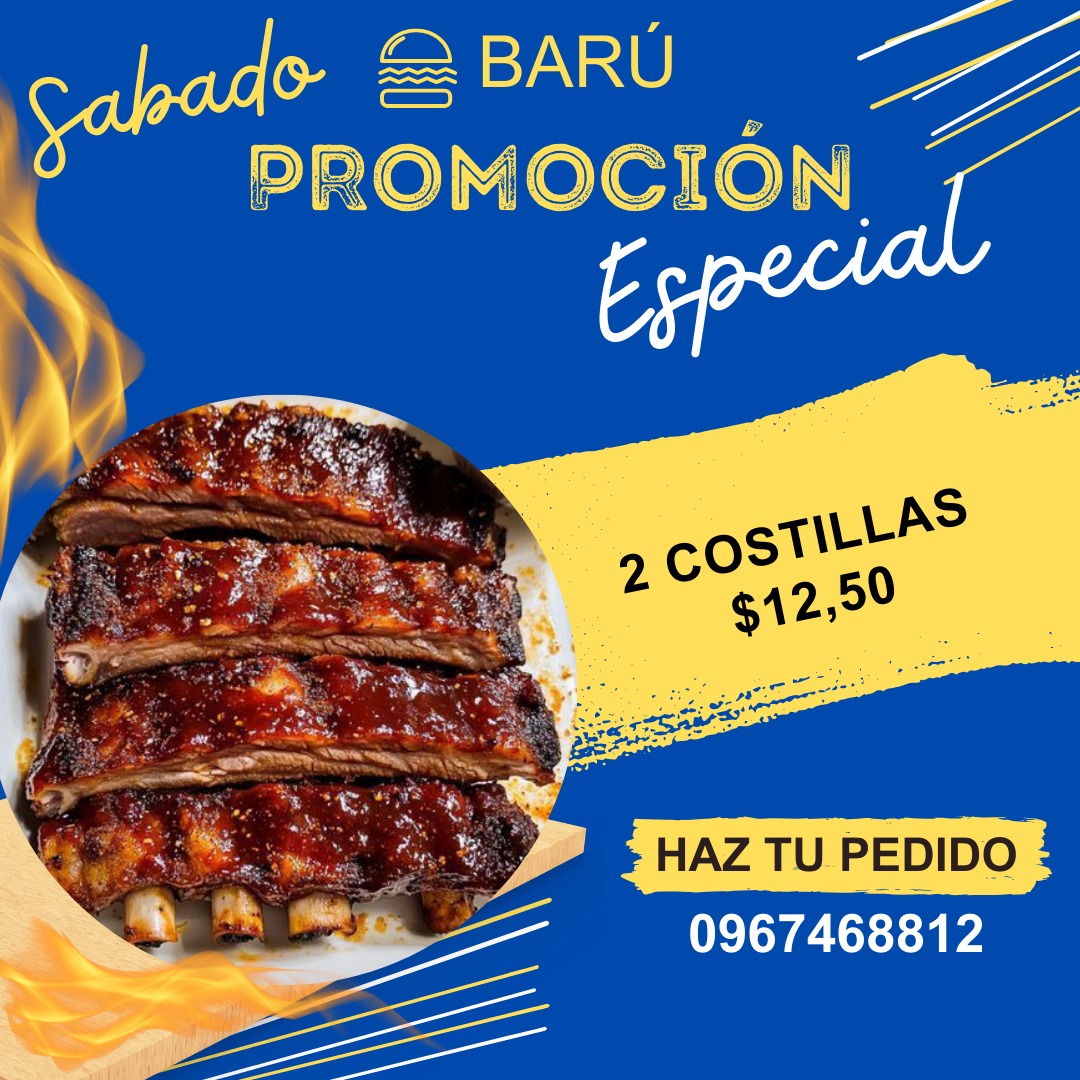 Sabado
BARÚ
PROMOCIÓN
Especial
2 COSTILLAS
$12,50
HAZ TU PEDIDO
0967468812